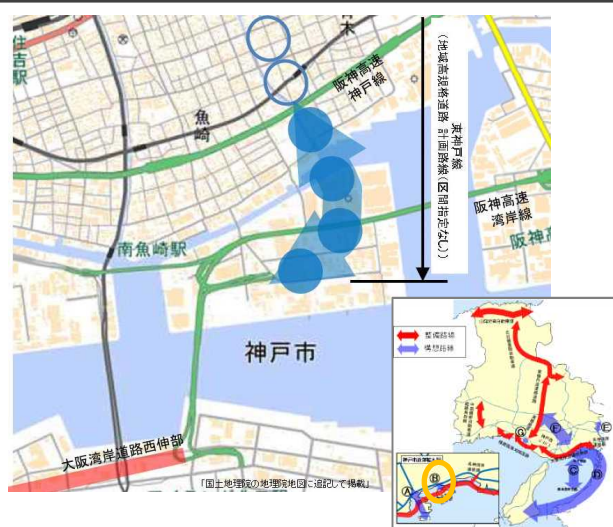 住吉駅
木
阪神高速
神戸線
魚崎
東神戸線
(地域高規格道路 計画路線(区間指定なし))
阪神高速
湾岸線
阪神高
南魚崎駅
神戸市
大阪湾岸道路西伸部
「国土地理院の地理院地図に追記して掲載」
整備路線
構想路線
A
B
C
D
E
F
G